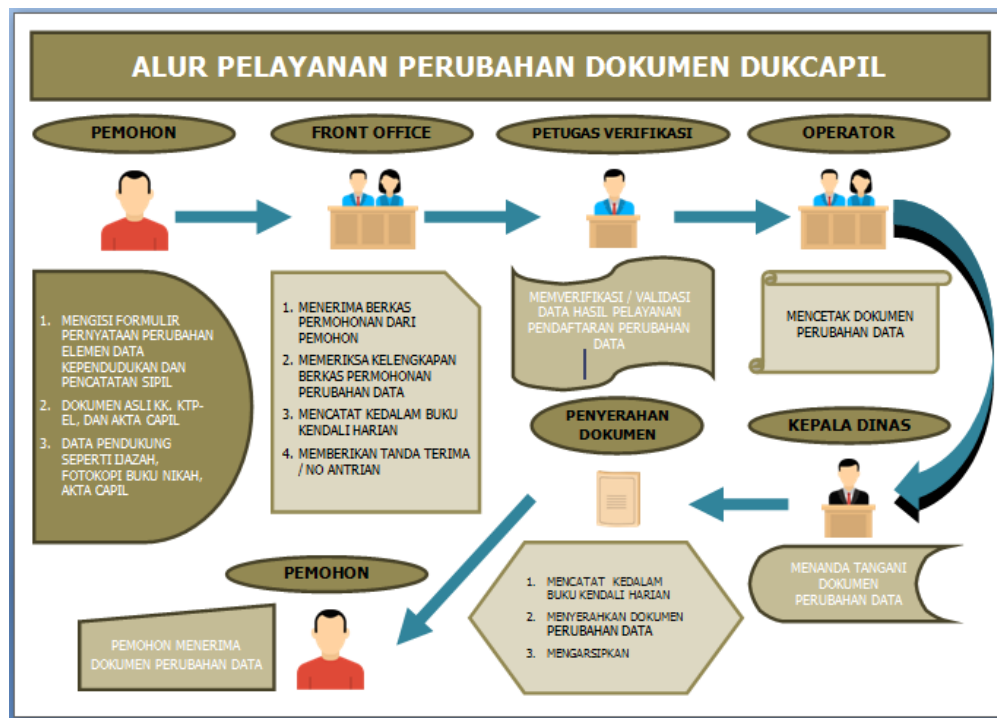 ALUR PELAYANAN PERUBAHAN DOKUMEN DUKCAPIL
PEMOHON
FRONT OFFICE
PETUGAS VERIFIKASI
OPERATOR
1. MENGISI FORMULIR
PERNYATAAN PERUBAHAN
ELEMEN DATA
KEPENDUDUKAN DAN
PENCATATAN SIPIL
2. DOKUMEN ASLI KK. KTP-
EL, DAN AKTA CAPIL
3. DATA PENDUKUNG
SEPERTI IJAZAH,
FOTOKOPI BUKU NIKAH,
AKTA CAPIL
1. MENERIMA BERKAS
PERMOHONAN DARI
PEMOHON
2. MEMERIKSA KELENGKAPAN
BERKAS PERMOHONAN
PERUBAHAN DATA
3. MENCATAT KEDALAM BUKU
KENDALI HARIAN
4. MEMBERIKAN TANDA TERIMA
/ NO ANTRIAN
MEMVERIFIKASI / VALIDASI
DATA HASIL PELAYANAN
PENDAFTARAN PERUBAHAN
DATA
MENCETAK DOKUMEN
PERUBAHAN DATA
KEPALA DINAS
MENANDA TANGANI
DOKUMEN
PERUBAHAN DATA
PENYERAHAN
DOKUMEN
1. MENCATAT KEDALAM
BUKU KENDALI HARIAN
2. MENYERAHKAN DOKUMEN
PERUBAHAN DATA
3. MENGARSIPKAN
PEMOHON
PEMOHON MENERIMA
DOKUMEN PERUBAHAN DATA